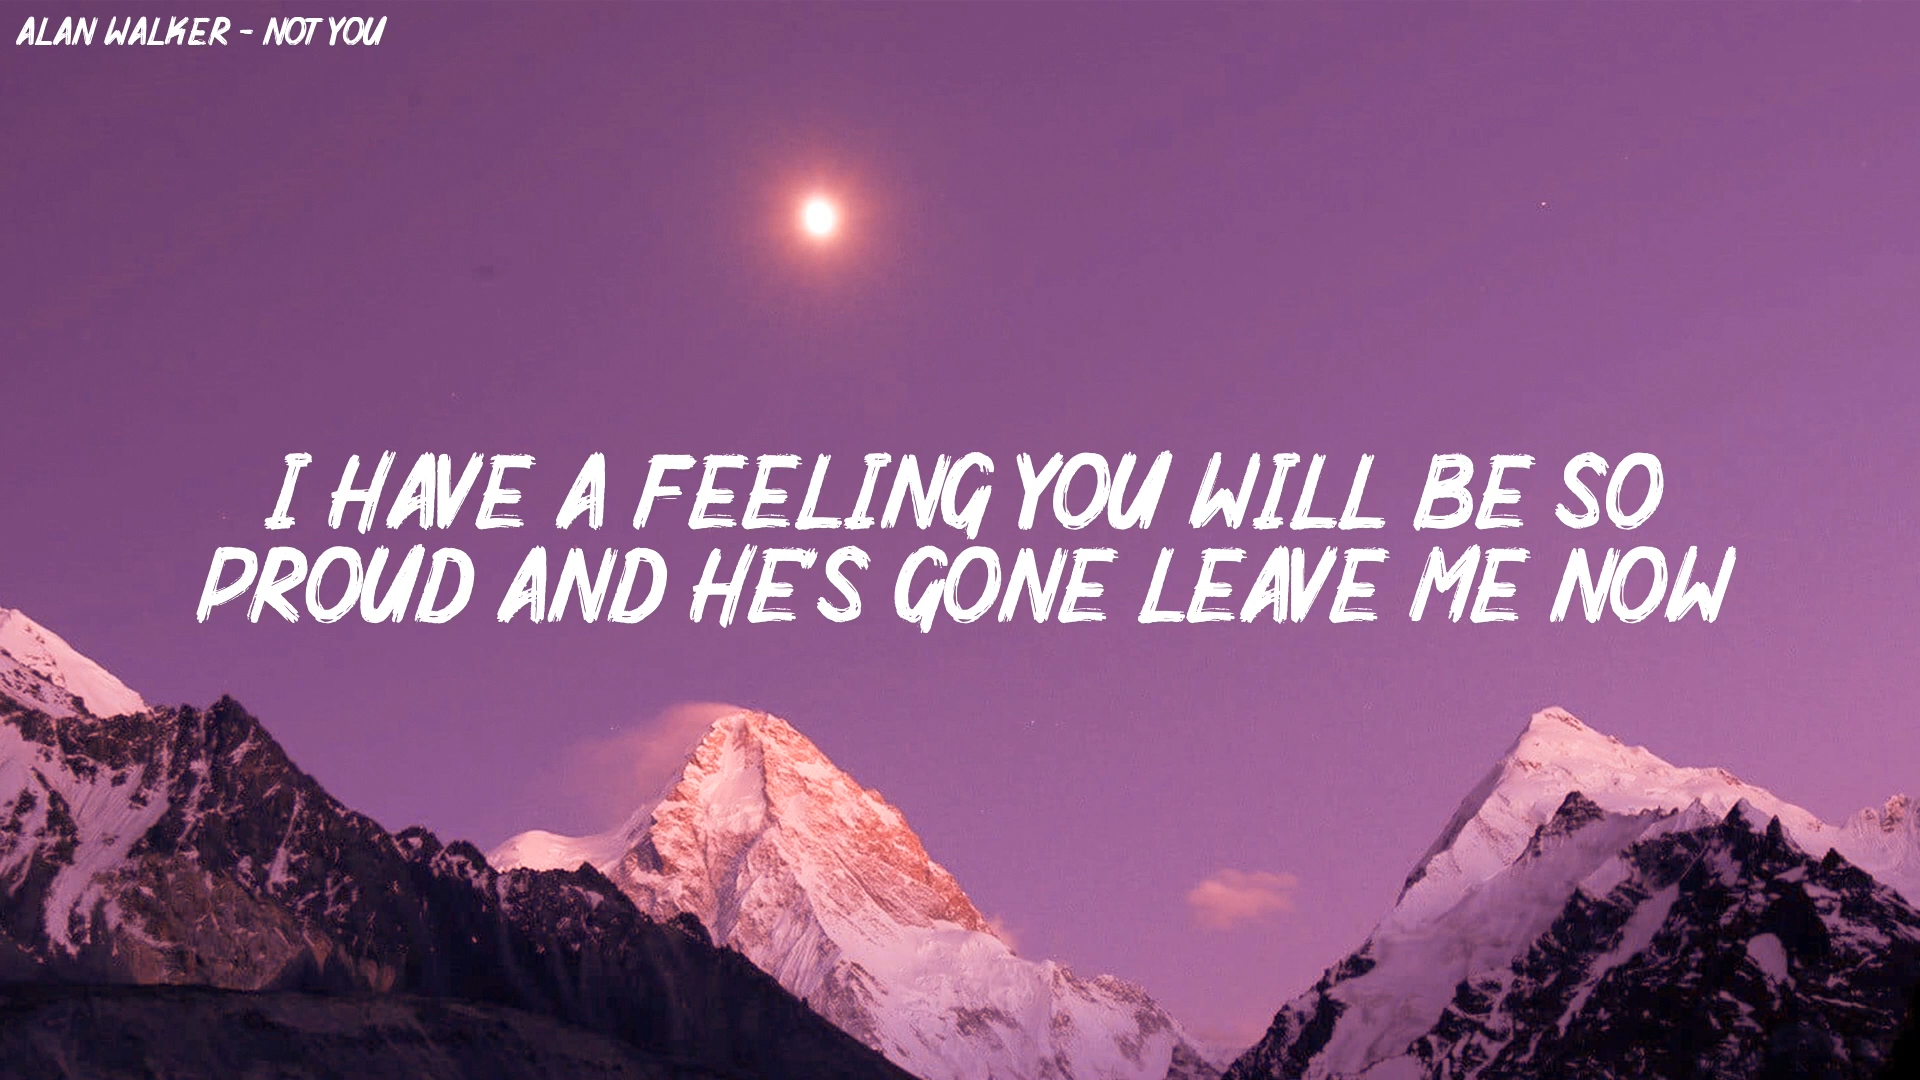 ALAN WALKER - NOT YOU
I HAVE A FEELING YOU WILL BE SO
PROUD AND HE'S GONE LEAVE ME NOW